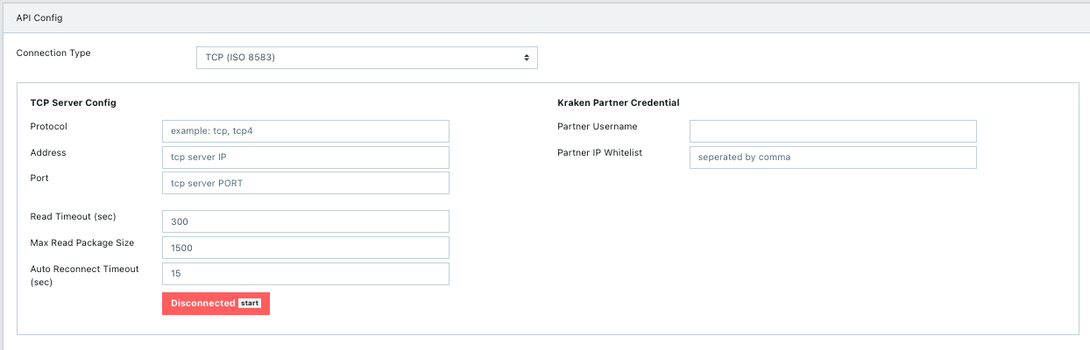 API Config
Connection Type
TCP (ISO 8583)
TCP Server Config
Protocol
example: tcp, tcp4
Address
tcp server IP
Port
tcp server PORT
Read Timeout (sec)
300
Max Read Package Size
1500
Auto Reconnect Timeout
(sec)
15
Disconnected start
Kraken Partner Credential
Partner Username
Partner IP Whitelist
seperated by comma